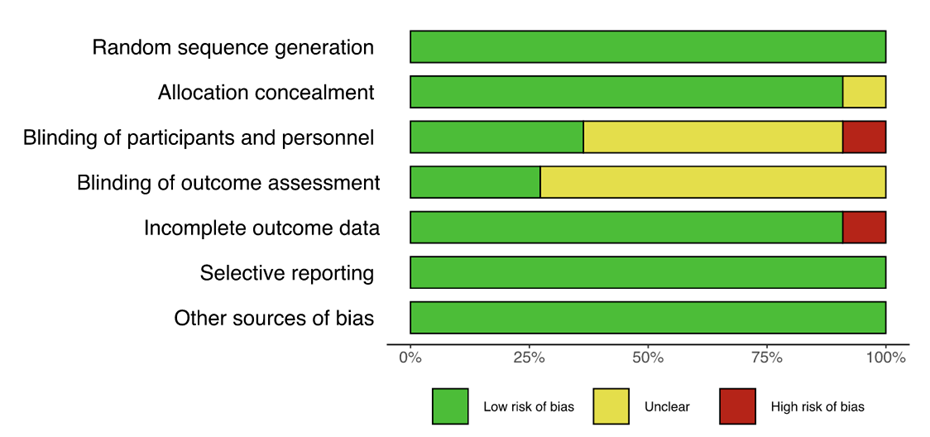 Random sequence generation
Allocation concealment
Blinding of participants and personnel
Blinding of outcome assessment
Incomplete outcome data
Selective reporting
Other sources of bias
0% 25% 50% 75% 100%
Low risk of bias Unclear High risk of bias